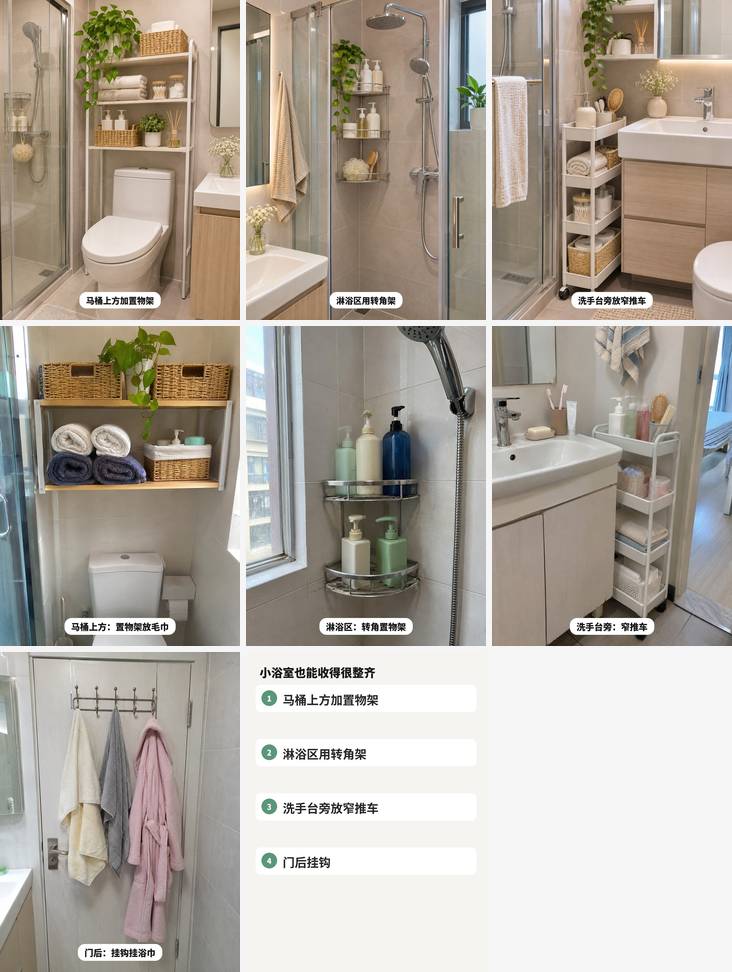 马桶上方加置物架
淋浴区用转角架
洗手台旁放窄推车
马桶上方：置物架放毛巾
淋浴区：转角置物架
洗手台旁：窄推车
门后：挂钩挂浴巾
小浴室也能收得很整齐
1 马桶上方加置物架
2 淋浴区用转角架
3 洗手台旁放窄推车
4 门后挂钩